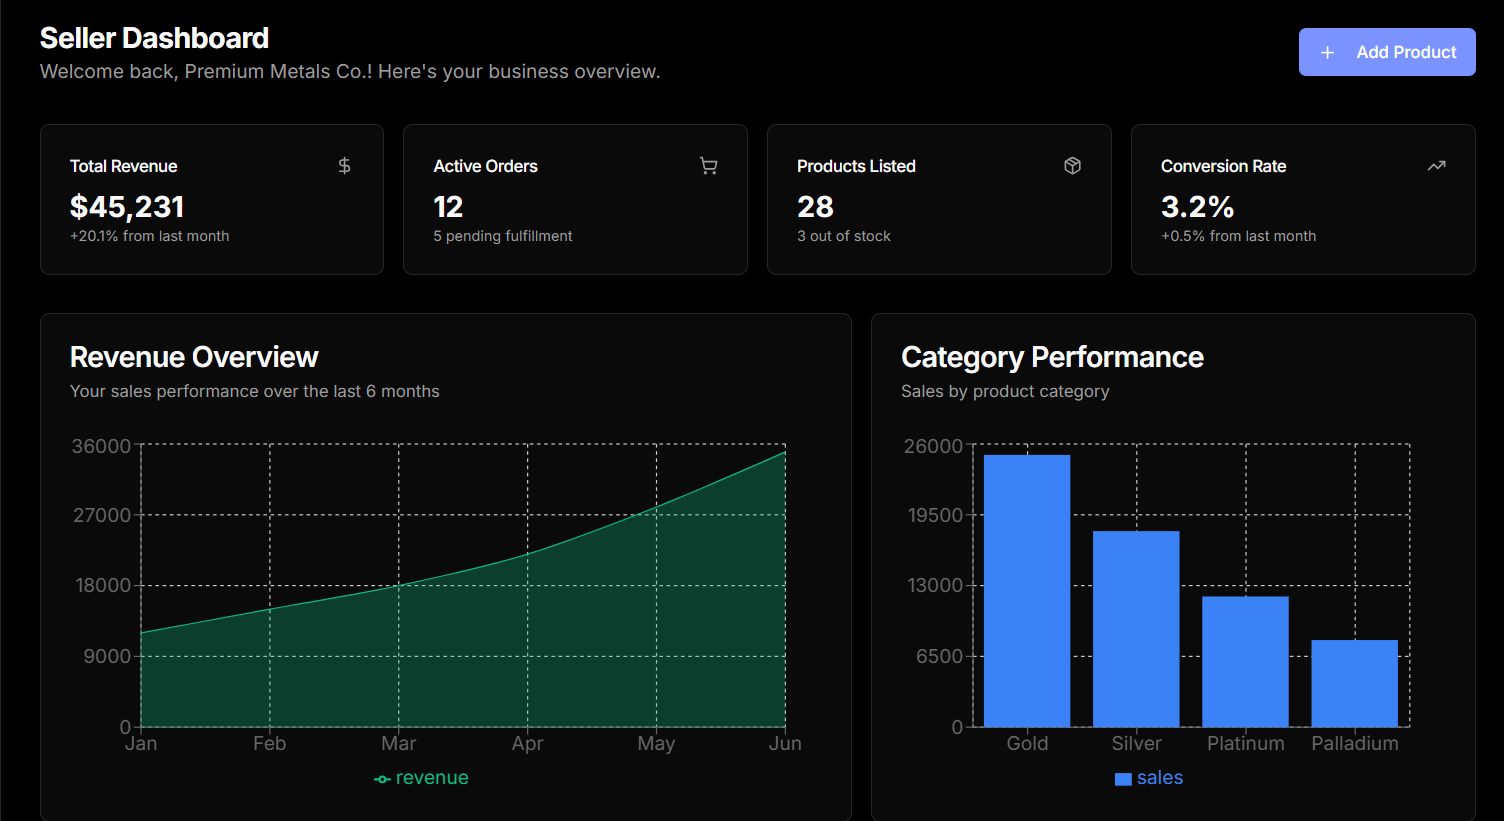 Seller Dashboard
Welcome back, Premium Metals Co.! Here's your business overview.
Add Product
Total Revenue
$45,231
+20.1% from last month
Active Orders
12
5 pending fulfillment
Products Listed
28
3 out of stock
Conversion Rate
3.2%
+0.5% from last month
Revenue Overview
Your sales performance over the last 6 months
36000
27000
18000
9000
0
Jan Feb Mar Apr May Jun
revenue
Category Performance
Sales by product category
26000
19500
13000
6500
0
Gold Silver Platinum Palladium
sales